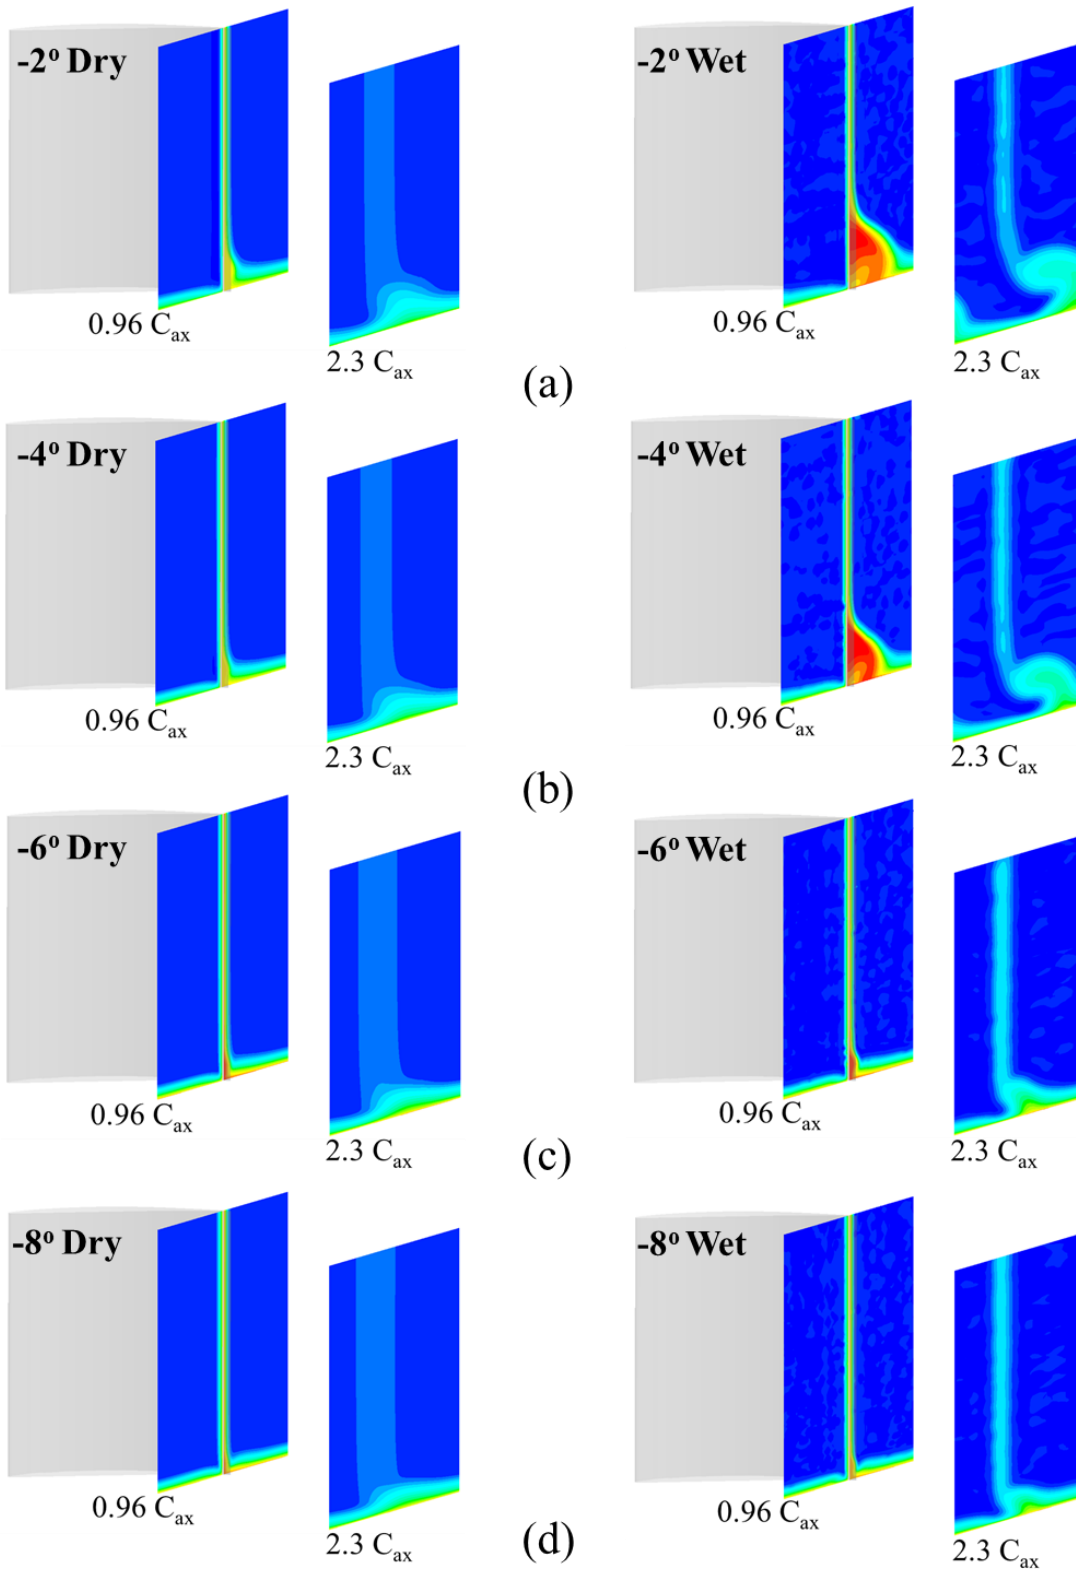 -2° Dry
-2° Wet
0.96 Cax
2.3 Cax
0.96 Cax
2.3 Cax
(a)
-4° Dry
-4° Wet
0.96 Cax
2.3 Cax
0.96 Cax
2.3 Cax
(b)
-6° Dry
-6° Wet
0.96 Cax
2.3 Cax
0.96 Cax
2.3 Cax
(c)
-8° Dry
-8° Wet
0.96 Cax
2.3 Cax
0.96 Cax
2.3 Cax
(d)